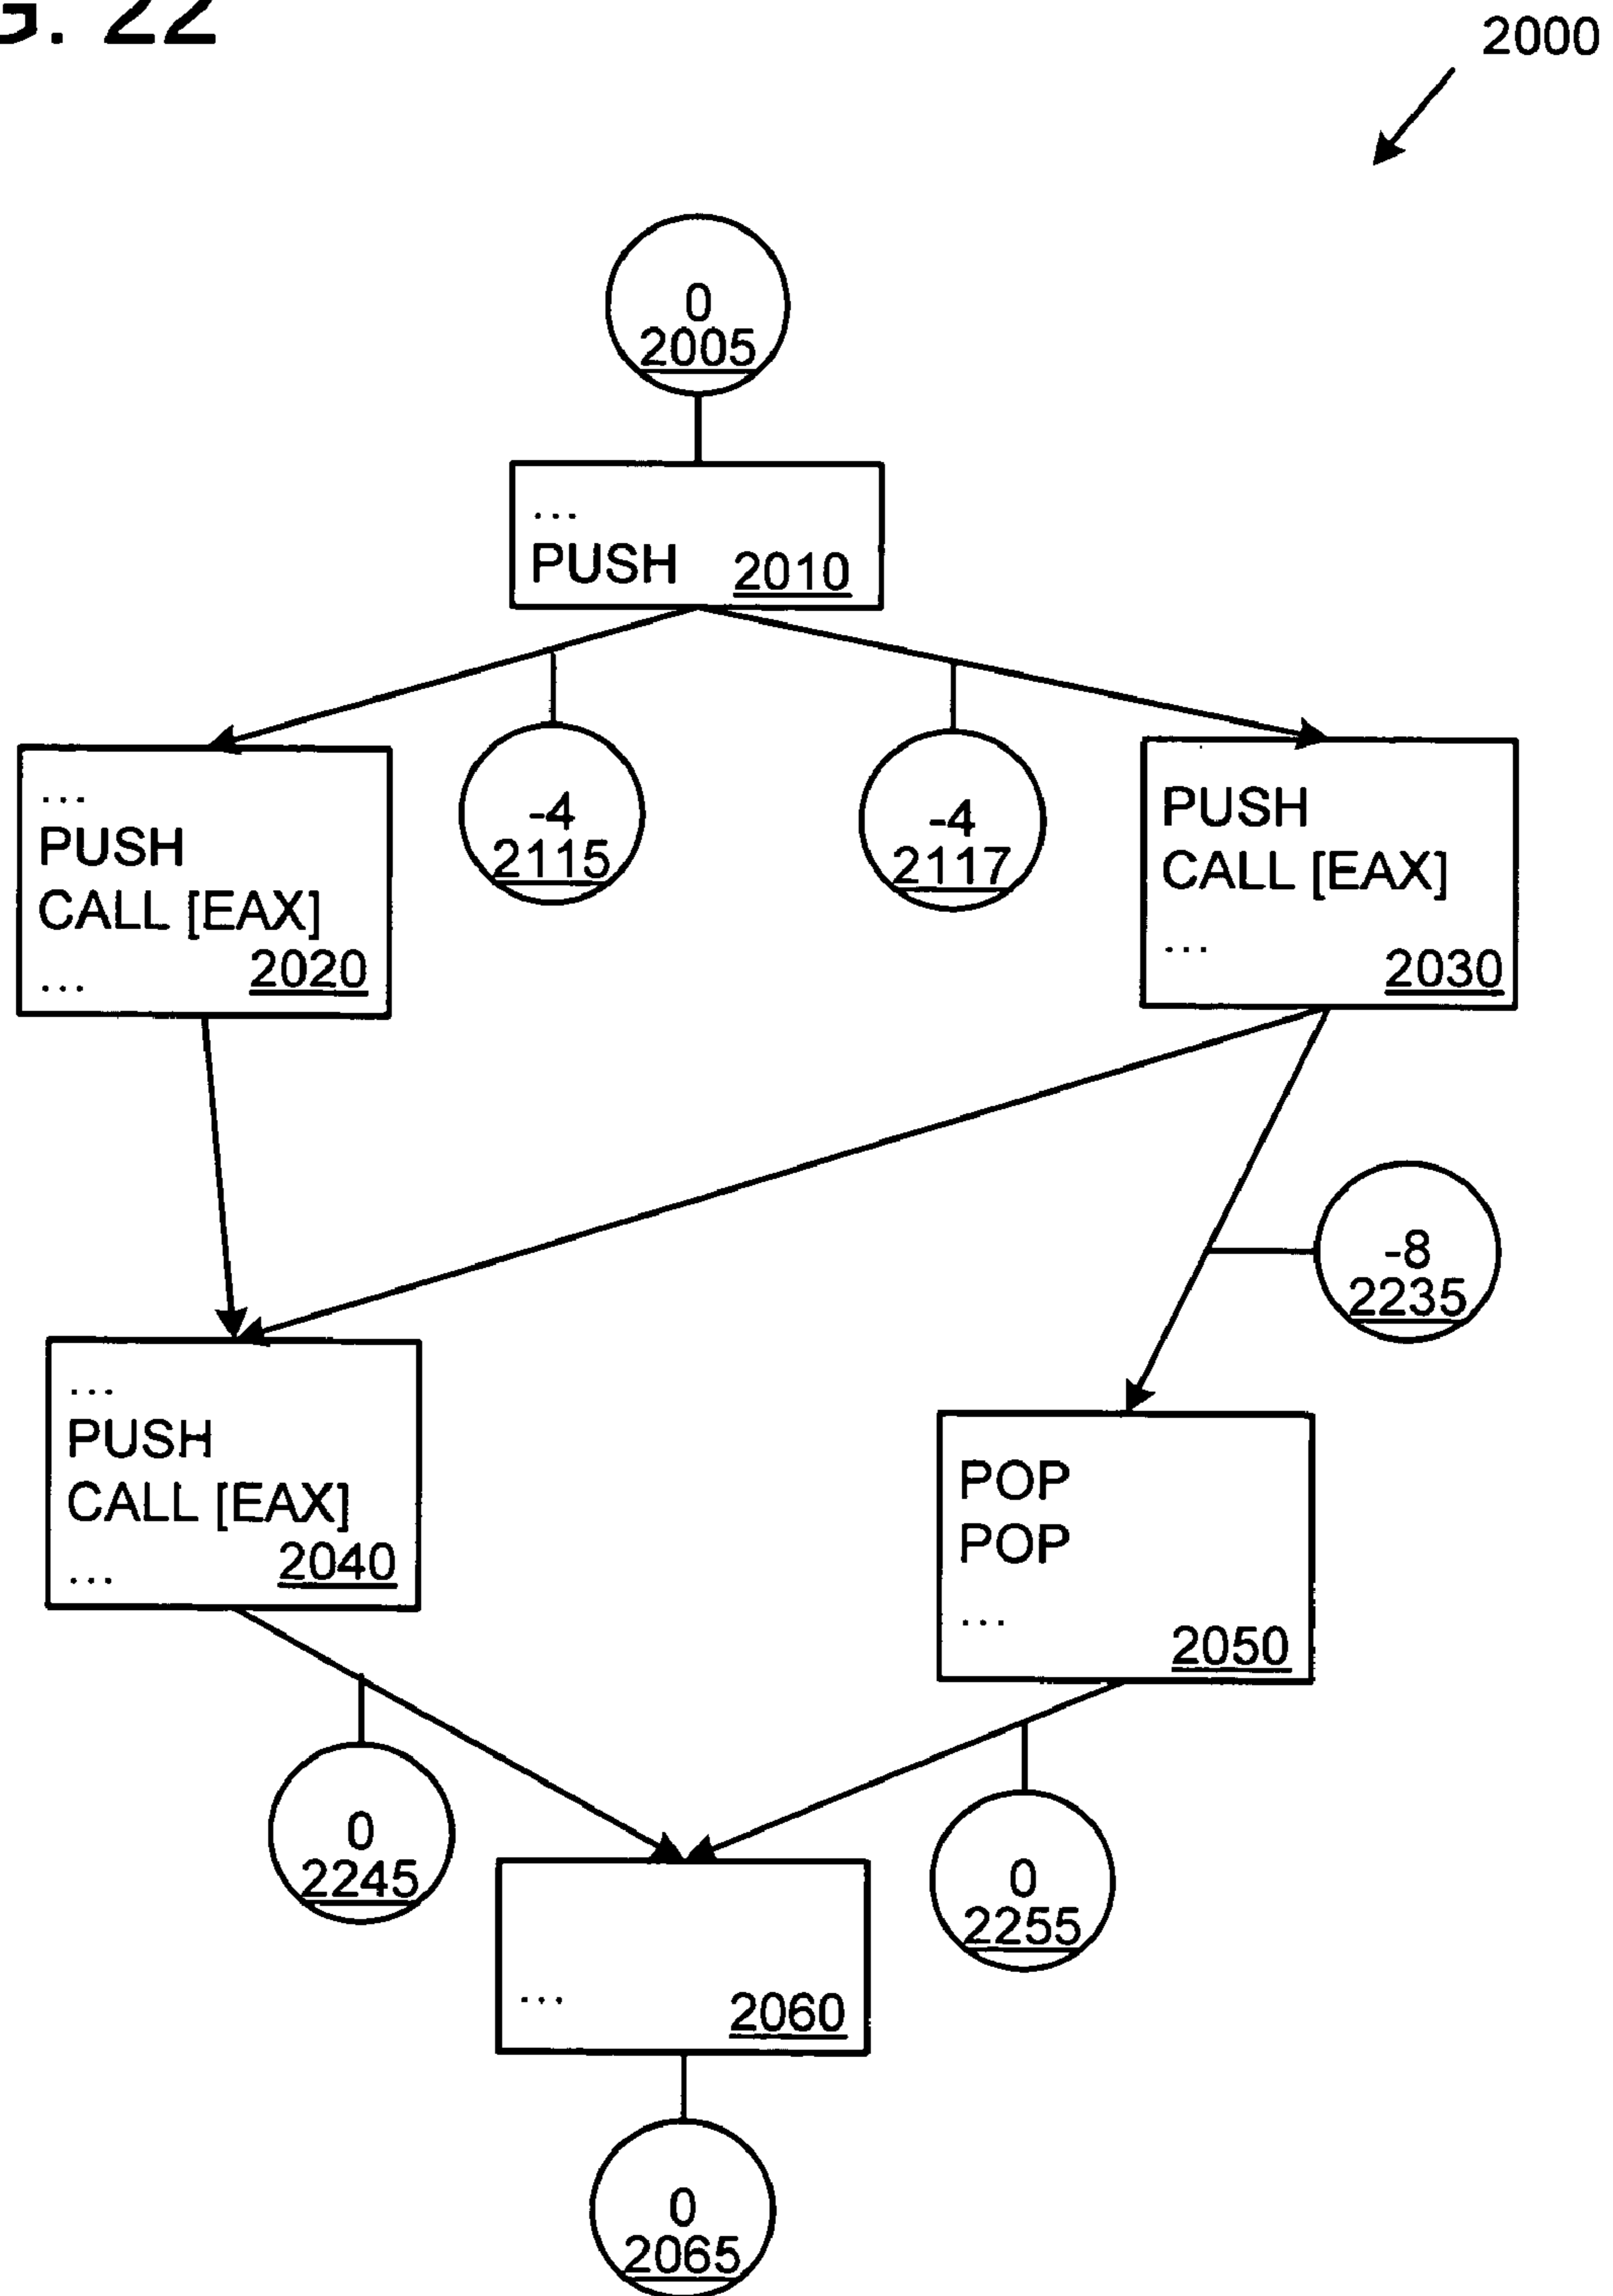 G. 22
2000
0
2005
...
PUSH 2010
-4
2115
-4
2117
...
PUSH
CALL [EAX]
... 2020
PUSH
CALL [EAX]
... 2030
-8
2235
...
PUSH
CALL [EAX]
... 2040
POP
POP
... 2050
0
2245
0
2255
... 2060
0
2065